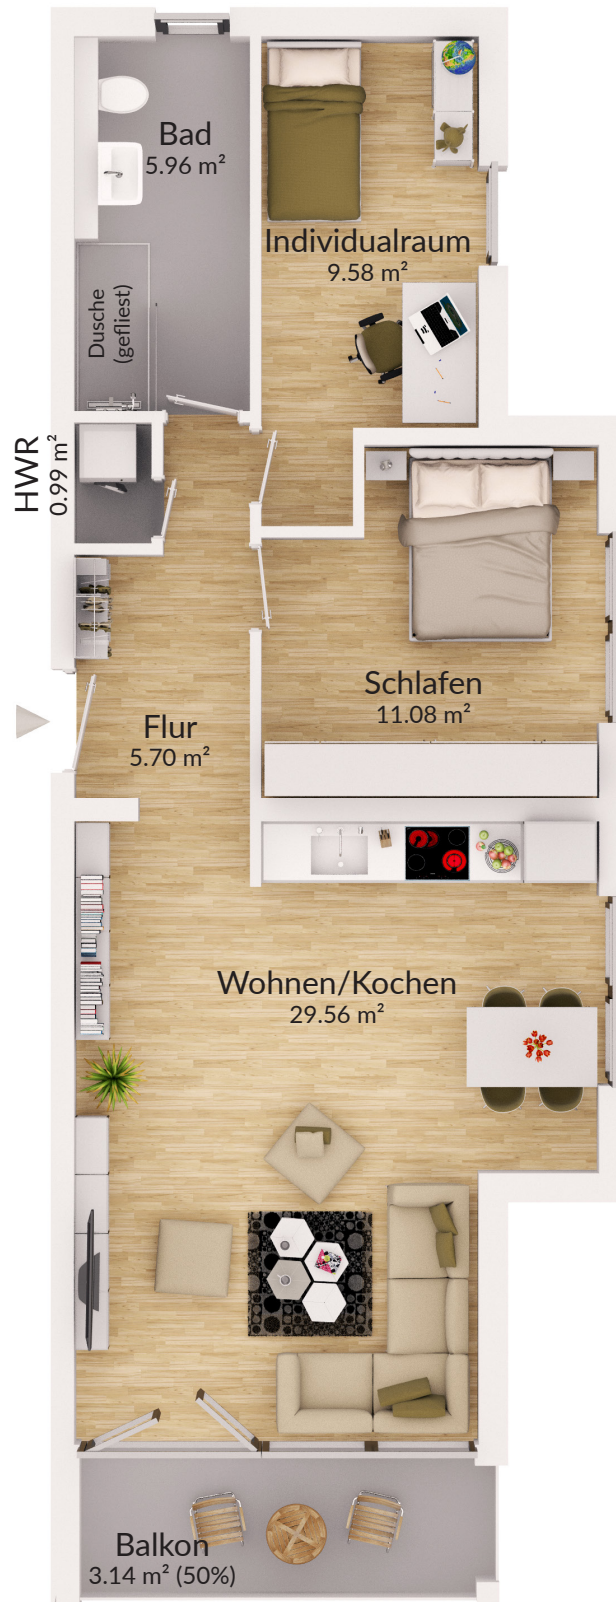 Bad
5.96 m²
Individualraum
9.58 m²
Dusche
(gefliest)
HWR
0.99 m²
Schlafen
11.08 m²
Flur
5.70 m²
Wohnen/Kochen
29.56 m²
Balkon
3.14 m² (50%)